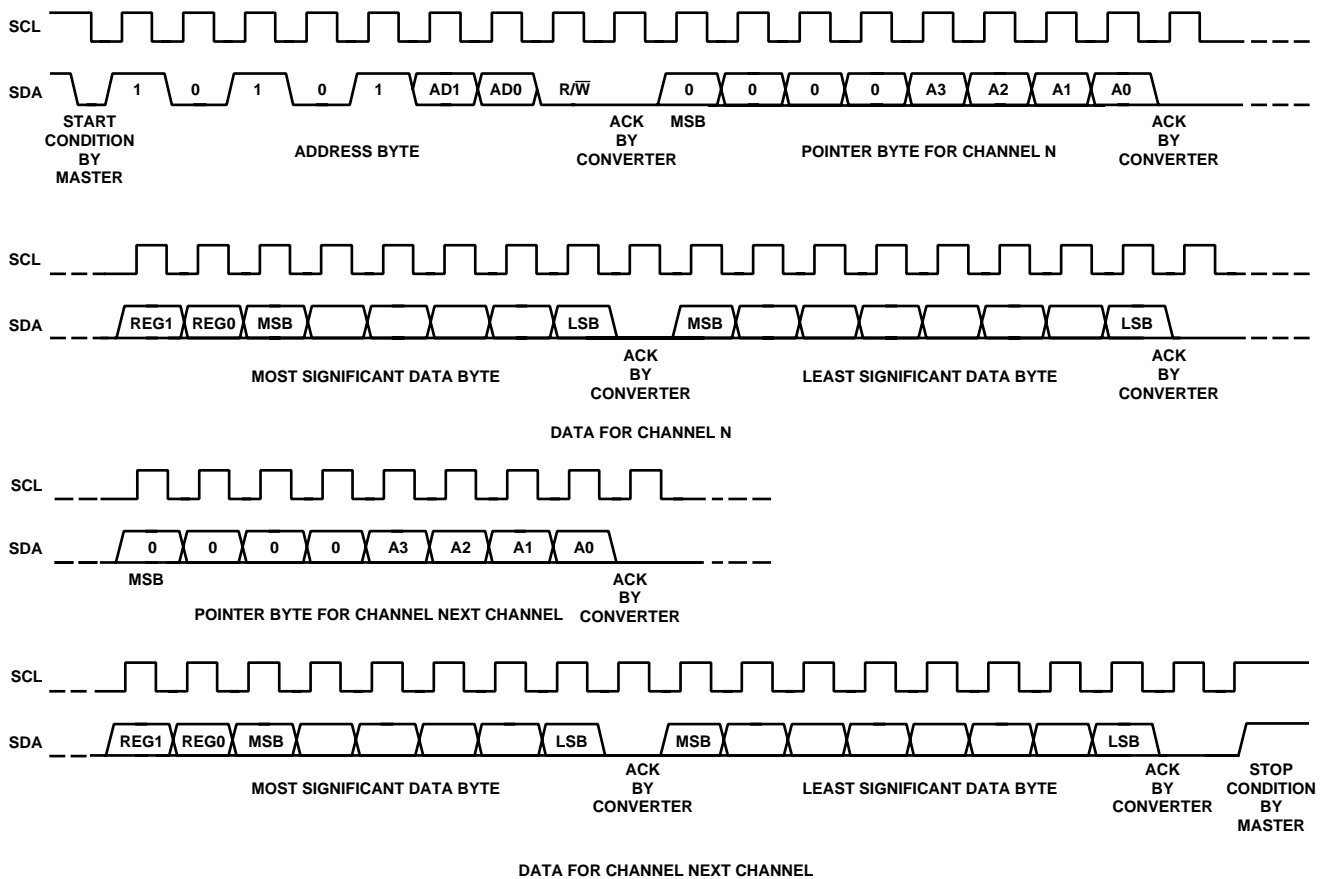 SCL
SDA 1 0 1 0 1 AD1 AD0 R/W̅ 0 0 0 0 A3 A2 A1 A0
START CONDITION BY MASTER
ADDRESS BYTE
ACK BY CONVERTER
MSB
POINTER BYTE FOR CHANNEL N
ACK BY CONVERTER
SCL
SDA REG1 REG0 MSB LSB MSB LSB
MOST SIGNIFICANT DATA BYTE
ACK BY CONVERTER
LEAST SIGNIFICANT DATA BYTE
ACK BY CONVERTER
DATA FOR CHANNEL N
SCL
SDA 0 0 0 0 A3 A2 A1 A0
MSB
POINTER BYTE FOR CHANNEL NEXT CHANNEL
ACK BY CONVERTER
SCL
SDA REG1 REG0 MSB LSB MSB LSB
MOST SIGNIFICANT DATA BYTE
ACK BY CONVERTER
LEAST SIGNIFICANT DATA BYTE
ACK BY CONVERTER
STOP CONDITION BY MASTER
DATA FOR CHANNEL NEXT CHANNEL